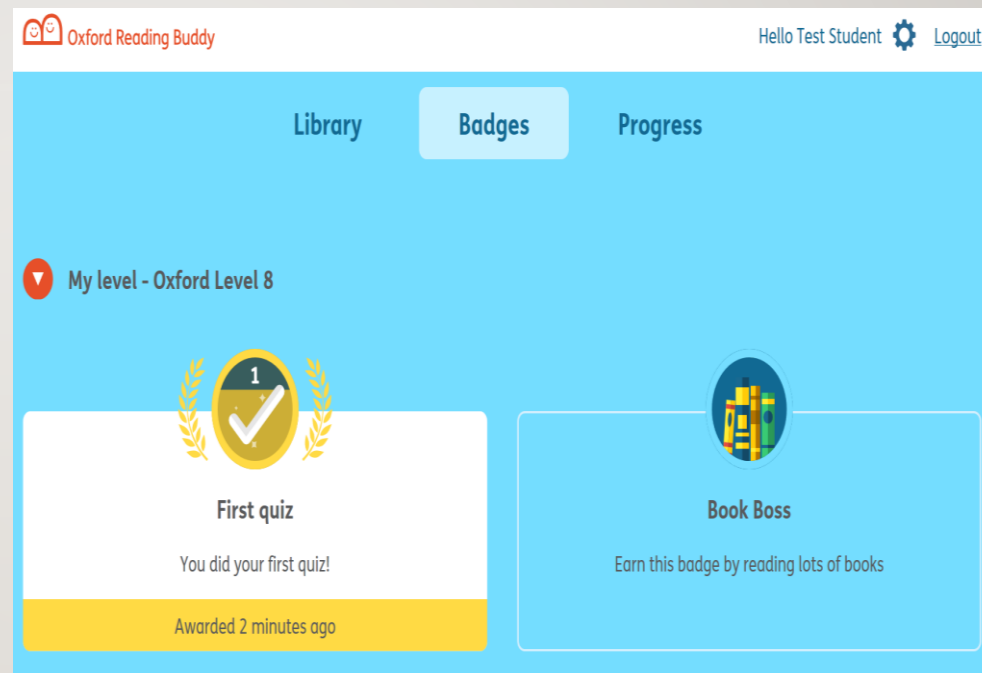 Oxford Reading Buddy
Hello Test Student Logout
Library Badges Progress
My level - Oxford Level 8
1
First quiz
You did your first quiz!
Awarded 2 minutes ago
Book Boss
Earn this badge by reading lots of books